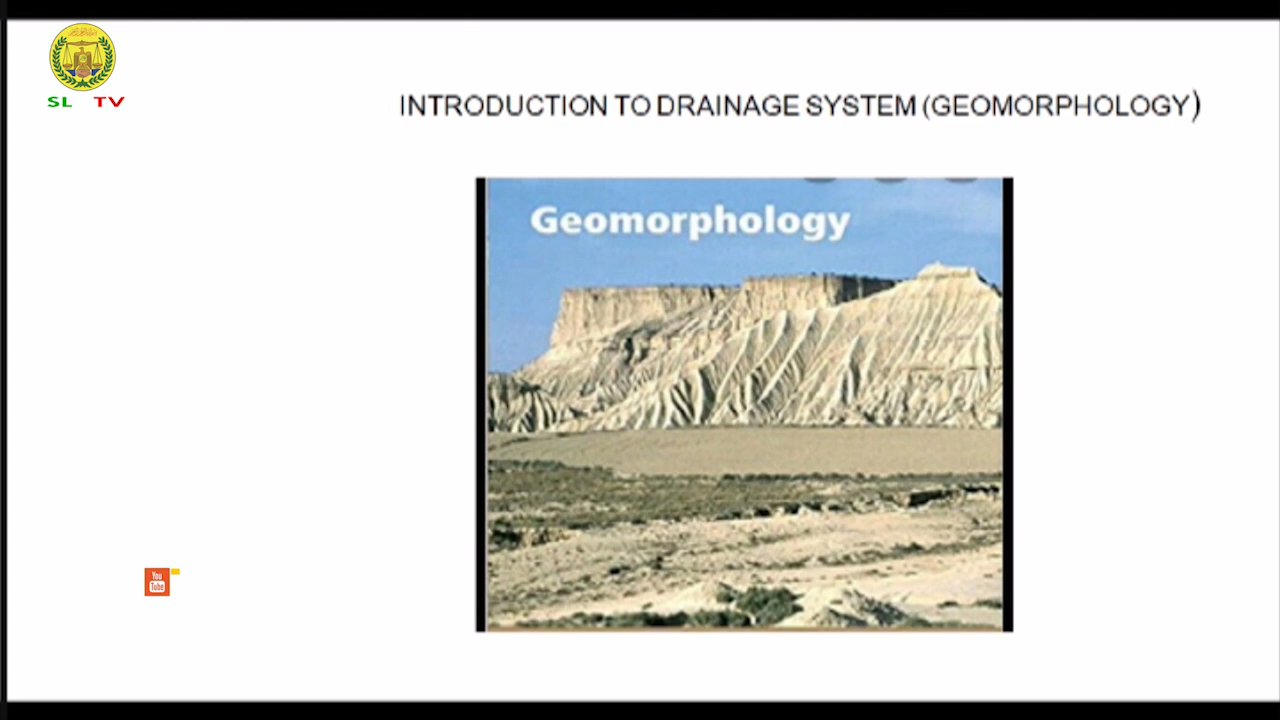 SL TV
INTRODUCTION TO DRAINAGE SYSTEM (GEOMORPHOLOGY)
Geomorphology
You
Tube